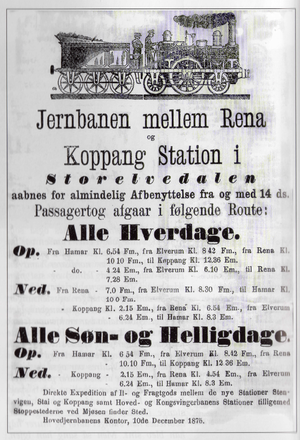 Jernbanen mellem Rena
og
Koppang Station i
Storelvedalen
aabnes for almindelig Afbenyttelse fra og med 14 ds.
Passagertog afgaar i følgende Route:
Alle Hverdage.
Op. Fra Hamar Kl. 6.54 Fm., fra Elverum Kl. 8.42 Fm., fra Rena Kl.
10.10 Fm., til Koppang Kl. 12.36 Em.
do. - 4.24 Em., fra Elverum Kl. 6.10 Em., til Rena Kl.
7.28 Em.
Ned. Fra Rena - 7.0 Fm., fra Elverum Kl. 8.30 Fm., til Hamar Kl.
10.0 Fm.
- Koppang Kl. 2.15 Em., fra Rena Kl. 4.54 Em., fra Elverum
- 6.24 Em., til Hamar Kl. 8.3 Em.
Alle Søn- og Helligdage.
Op. Fra Hamar Kl. 6.54 Fm., fra Elverum Kl. 8.42 Fm., fra Rena
- 10.10 Fm., til Koppang Kl. 12.36 Em.
Ned. - Koppang - 2.15 Em., fra Rena Kl. 4.54 Em., fra Elverum Kl.
6.24 Em., til Hamar Kl. 8.3 Em.
Direkte Expedition af Il- og Fragtgods mellem de nye Stationer Sten-
vigen, Stai og Koppang samt Hoved- og Kongsvingerbanens Stationer tilligemed
Stoppestederne ved Mjøsen finder Sted.
Hovedjernbanens Kontor, 10de December 1875.